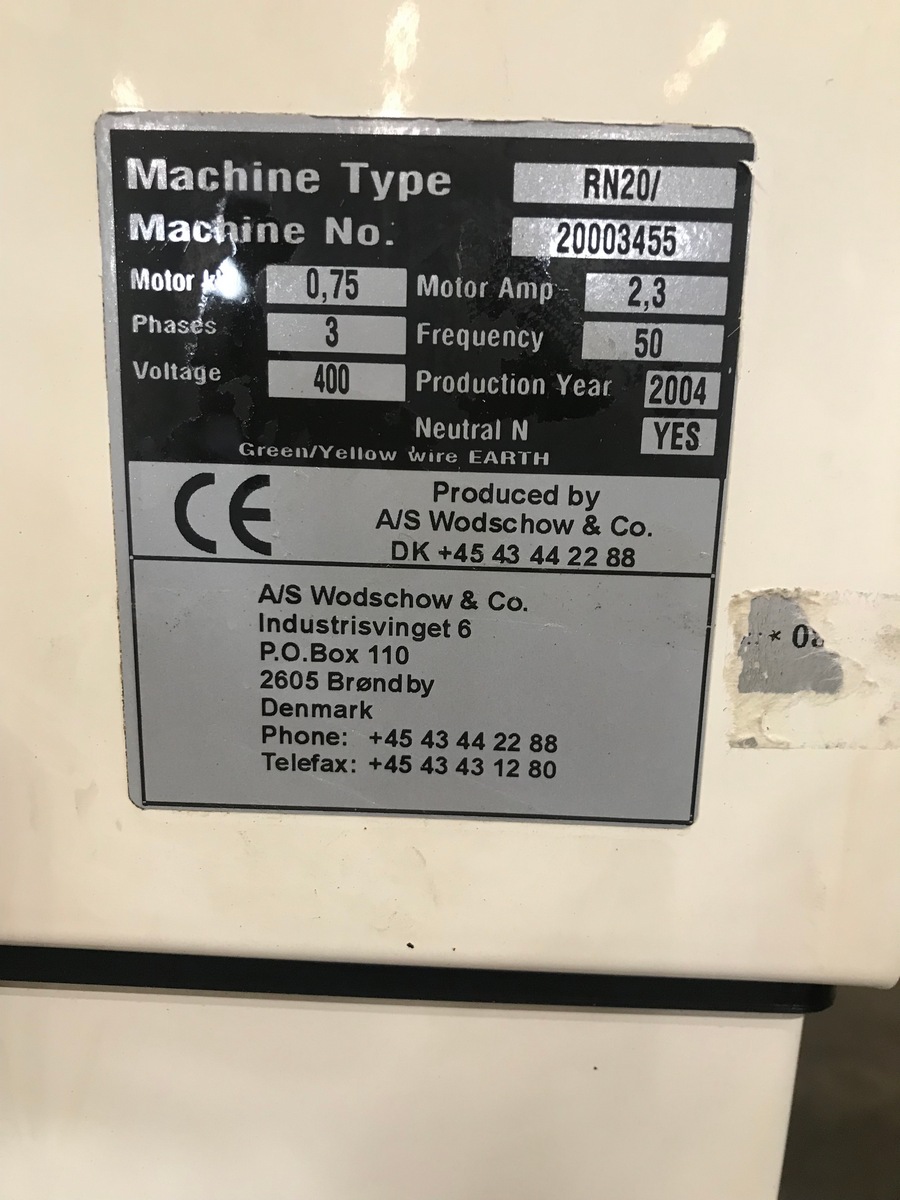 Machine Type RN20/
Machine No. 20003455
Motor 0,75 Motor Amp 2,3
Phases 3 Frequency 50
Voltage 400 Production Year 2004
Neutral N YES
Green/Yellow wire EARTH
CE
Produced by
A/S Wodschow & Co.
DK +45 43 44 22 88
A/S Wodschow & Co.
Industrisvinget 6
P.O.Box 110
2605 Brøndby
Denmark
Phone: +45 43 44 22 88
Telefax: +45 43 43 12 80